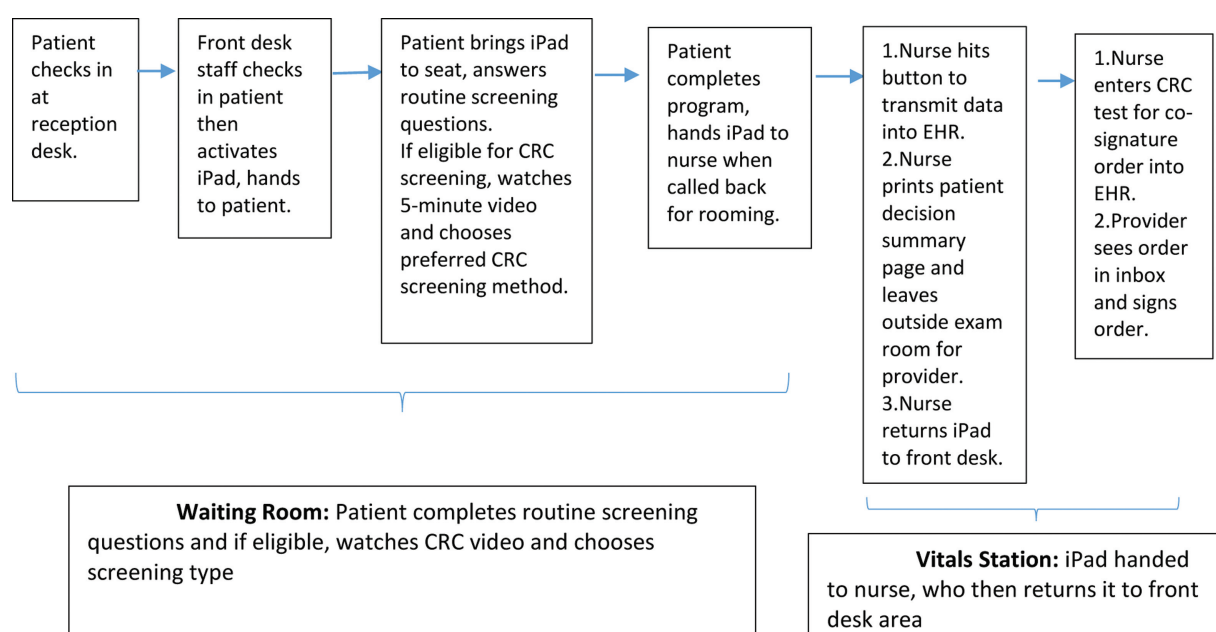 Patient
checks in
at
reception
desk.
Front desk
staff checks
in patient
then
activates
iPad, hands
to patient.
Patient brings iPad
to seat, answers
routine screening
questions.
If eligible for CRC
screening, watches
5-minute video
and chooses
preferred CRC
screening method.
Patient
completes
program,
hands iPad to
nurse when
called back
for rooming.
1.Nurse hits
button to
transmit data
into EHR.
2.Nurse
prints patient
decision
summary
page and
leaves
outside exam
room for
provider.
3.Nurse
returns iPad
to front desk.
1.Nurse
enters CRC
test for co-
signature
order into
EHR.
2.Provider
sees order
in inbox
and signs
order.
Waiting Room: Patient completes routine screening
questions and if eligible, watches CRC video and chooses
screening type
Vitals Station: iPad handed
to nurse, who then returns it to front
desk area